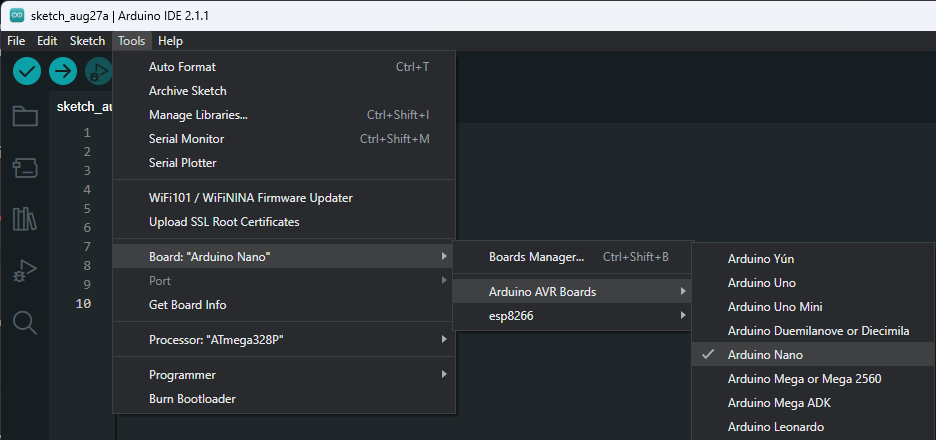 sketch_aug27a | Arduino IDE 2.1.1
File Edit Sketch Tools Help
sketch_au
1
2
3
4
5
6
7
8
9
10
Auto Format Ctrl+T
Archive Sketch
Manage Libraries... Ctrl+Shift+I
Serial Monitor Ctrl+Shift+M
Serial Plotter
WiFi101 / WiFiNINA Firmware Updater
Upload SSL Root Certificates
Board: "Arduino Nano"
Port
Get Board Info
Processor: "ATmega328P"
Programmer
Burn Bootloader
Boards Manager... Ctrl+Shift+B
Arduino AVR Boards
esp8266
Arduino Yún
Arduino Uno
Arduino Uno Mini
Arduino Duemilanove or Diecimila
Arduino Nano
Arduino Mega or Mega 2560
Arduino Mega ADK
Arduino Leonardo